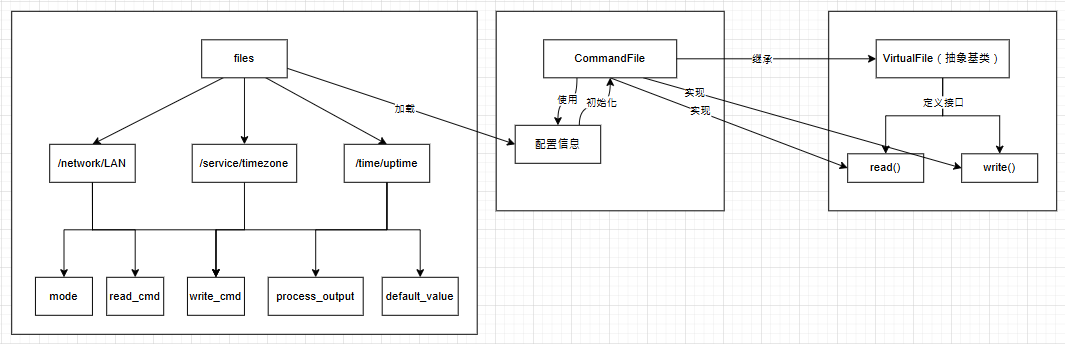 files
CommandFile
继承
VirtualFile（抽象基类）
使用
初始化
实现
定义接口
加载
实现
配置信息
/network/LAN
/service/timezone
/time/uptime
read()
write()
mode
read_cmd
write_cmd
process_output
default_value